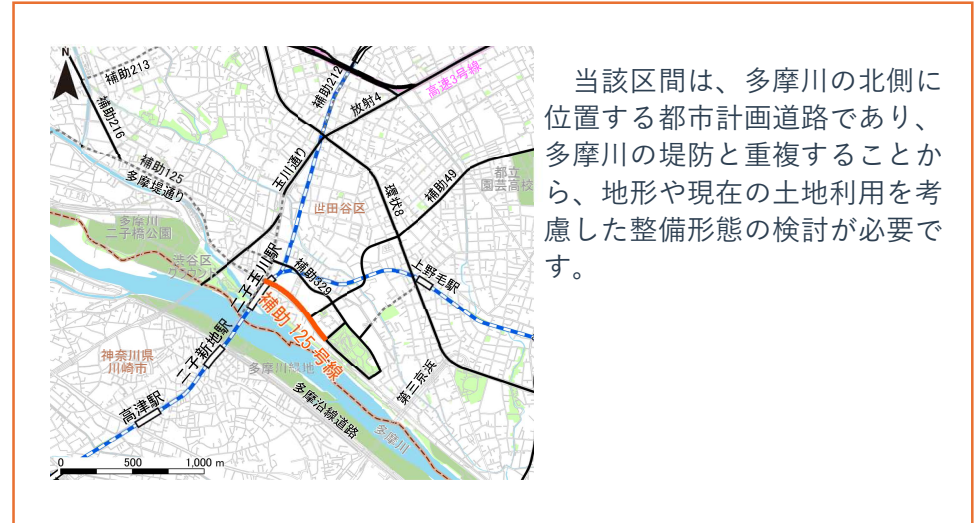 N
補助213
補助216
補助125
多摩堤通り
補助212
放射4
高速3号線
玉川通り
世田谷区
環状8
補助49
都立
園芸高校
多摩川
二子橋公園
渋谷区
グラウンド
二子玉川駅
補助329
上野毛駅
補助125号線
二子新地駅
神奈川県
川崎市
多摩川緑地
高津駅
多摩沿線道路
第三京浜
多摩川
0 500 1,000 m
当該区間は、多摩川の北側に
位置する都市計画道路であり、
多摩川の堤防と重複することか
ら、地形や現在の土地利用を考
慮した整備形態の検討が必要で
す。